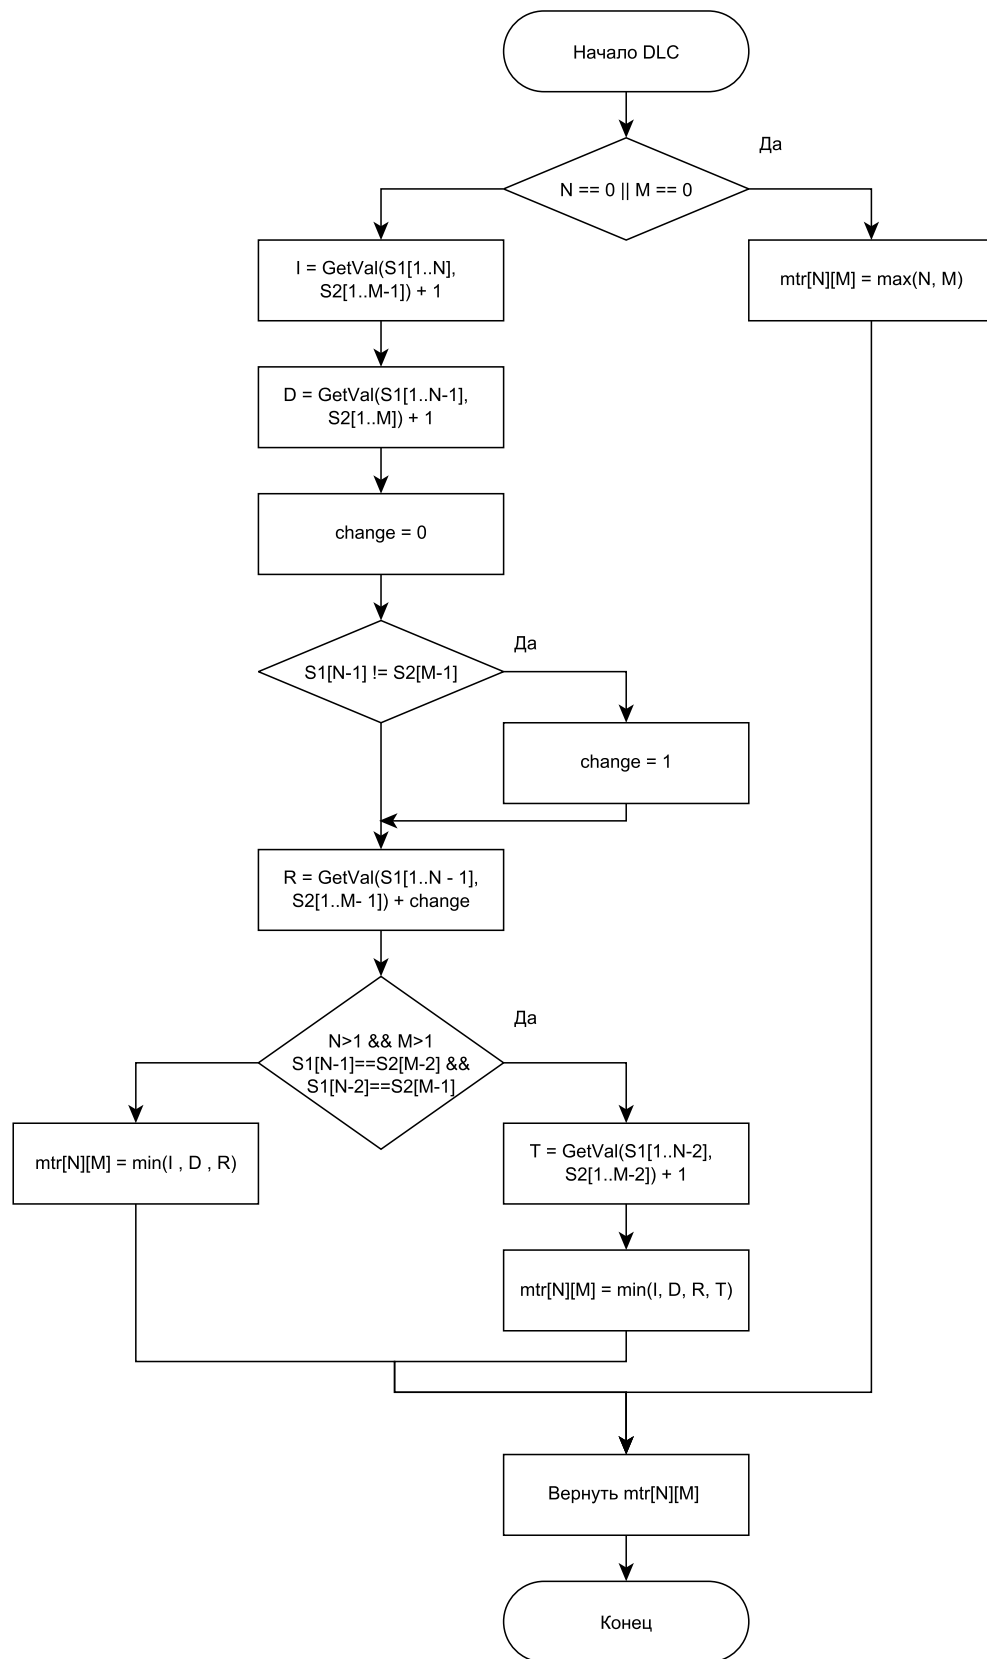 Начало DLC
Да
N == 0 || M == 0
I = GetVal(S1[1..N],
S2[1..M-1]) + 1
mtr[N][M] = max(N, M)
D = GetVal(S1[1..N-1],
S2[1..M]) + 1
change = 0
Да
S1[N-1] != S2[M-1]
change = 1
R = GetVal(S1[1..N - 1],
S2[1..M- 1]) + change
Да
N>1 && M>1
S1[N-1]==S2[M-2] &&
S1[N-2]==S2[M-1]
mtr[N][M] = min(I , D , R)
T = GetVal(S1[1..N-2],
S2[1..M-2]) + 1
mtr[N][M] = min(I, D, R, T)
Вернуть mtr[N][M]
Конец